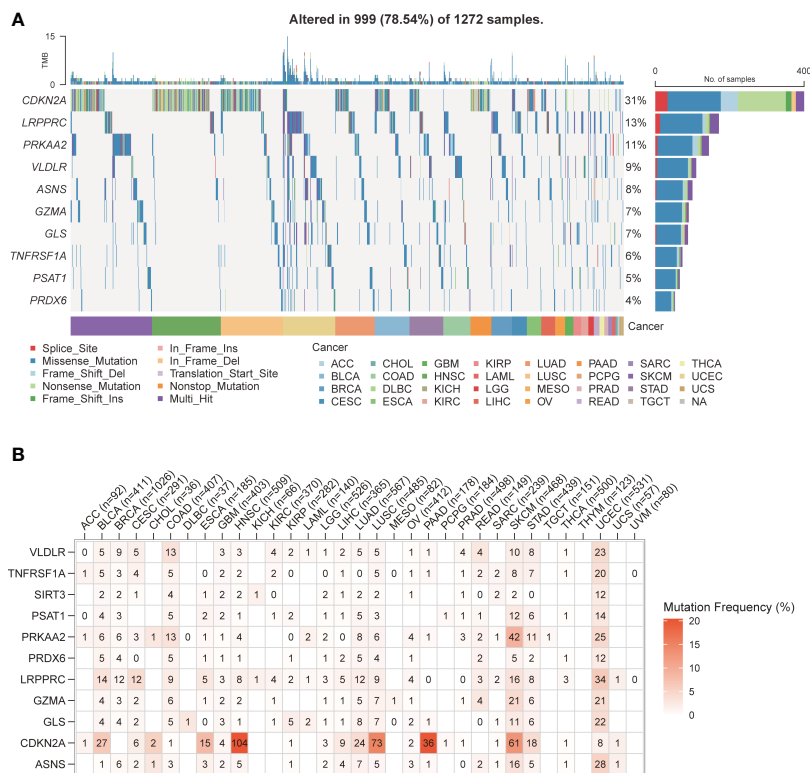 A
Altered in 999 (78.54%) of 1272 samples.
15
TMB
0
0 No. of samples 400
CDKN2A 31%
LRPPRC 13%
PRKAA2 11%
VLDLR 9%
ASNS 8%
GZMA 7%
GLS 7%
TNFRSF1A 6%
PSAT1 5%
PRDX6 4%
Cancer
Splice_Site
Missense_Mutation
Frame_Shift_Del
Nonsense_Mutation
Frame_Shift_Ins
In_Frame_Ins
In_Frame_Del
Translation_Start_Site
Nonstop_Mutation
Multi_Hit
Cancer
ACC CHOL GBM KIRP LUAD PAAD SARC THCA
BLCA COAD HNSC LAML LUSC PCPG SKCM UCEC
BRCA DLBC KICH LGG MESO PRAD STAD UCS
CESC ESCA KIRC LIHC OV READ TGCT NA
B
ACC (n=92)
BLCA (n=411)
BRCA (n=1026)
CESC (n=291)
CHOL (n=36)
COAD (n=407)
DLBC (n=37)
ESCA (n=185)
GBM (n=403)
HNSC (n=509)
KICH (n=66)
KIRC (n=370)
KIRP (n=282)
LAML (n=140)
LGG (n=526)
LIHC (n=365)
LUAD (n=567)
LUSC (n=485)
MESO (n=82)
OV (n=412)
PAAD (n=178)
PCPG (n=184)
PRAD (n=498)
READ (n=149)
SARC (n=239)
SKCM (n=468)
STAD (n=439)
TGCT (n=151)
THCA (n=500)
THYM (n=123)
UCEC (n=531)
UCS (n=57)
UVM (n=80)
VLDLR 0 5 9 5 13 3 3 4 2 1 2 5 5 1 1 2 4 10 8 1 23
TNFRSF1A 1 5 3 4 5 0 2 2 2 0 0 1 0 5 0 1 1 1 2 2 8 7 1 20 0
SIRT3 2 2 1 4 0 2 1 0 2 1 2 2 1 1 0 2 2 0 12
PSAT1 0 4 3 5 2 2 1 1 2 1 2 6 2 1 1 1 12 6 1 14
PRKAA2 1 6 6 3 1 13 0 1 1 4 0 2 2 0 8 6 4 1 3 2 1 42 11 1 25
PRDX6 5 4 0 5 1 1 1 1 1 2 5 4 1 2 5 2 1 12
LRPPRC 14 12 12 9 5 3 8 1 4 2 1 3 5 12 9 4 0 0 3 2 16 8 3 34 1 0
GZMA 4 3 2 6 1 2 2 1 1 2 5 7 1 1 1 4 21 6 21
GLS 4 4 2 5 1 0 3 1 1 5 2 1 1 8 7 0 2 1 0 1 11 6 22
CDKN2A 1 27 6 2 1 15 4 104 1 3 9 24 73 2 36 1 1 1 61 18 8 1
ASNS 1 6 2 1 3 1 2 3 2 1 2 4 7 5 1 2 1 2 16 5 1 28 1
Mutation Frequency (%)
20
15
10
5
0